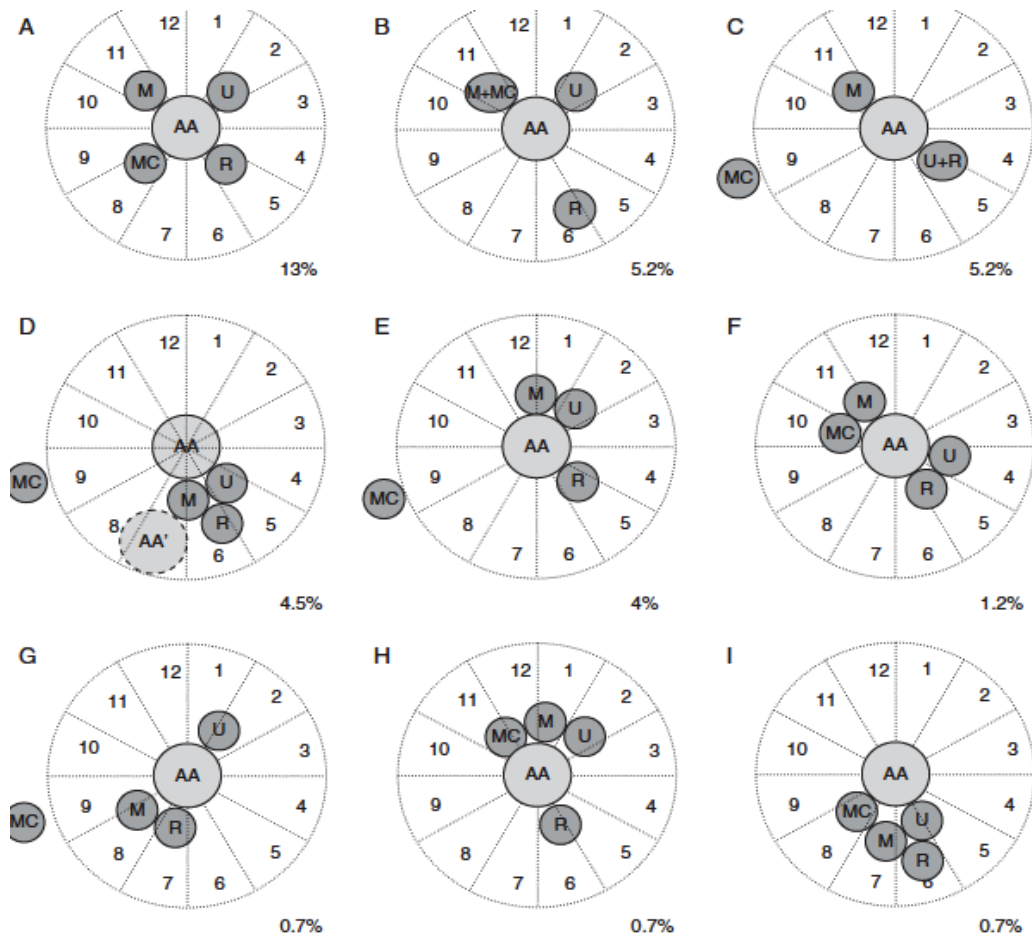 A 12 1
11 2
M U
10 3
AA
9 4
MC R
8 5
7 6
13%
B 12 1
11 2
M+MC U
10 3
AA
9 4
8 5
R
7 6
5.2%
C 12 1
11 2
M
10 3
AA
9 U+R 4
MC
8 5
7 6
5.2%
D 12 1
11 2
10 3
AA
9 U 4
MC
M
8 R 5
AA'
6
4.5%
E 12 1
11 2
M
U
10 3
AA
9 R 4
MC
8 5
7 6
4%
F 12 1
11 2
M
10 MC 3
AA
U
9 4
R
8 5
7 6
1.2%
G 12 1
11 2
U
10 3
AA
9 4
M
MC R
8 5
7 6
0.7%
H 12 1
11 2
MC M U
10 3
AA
9 4
R
8 5
7 6
0.7%
I 12 1
11 2
10 3
AA
9 4
MC U
M
8 R 5
7 6
0.7%